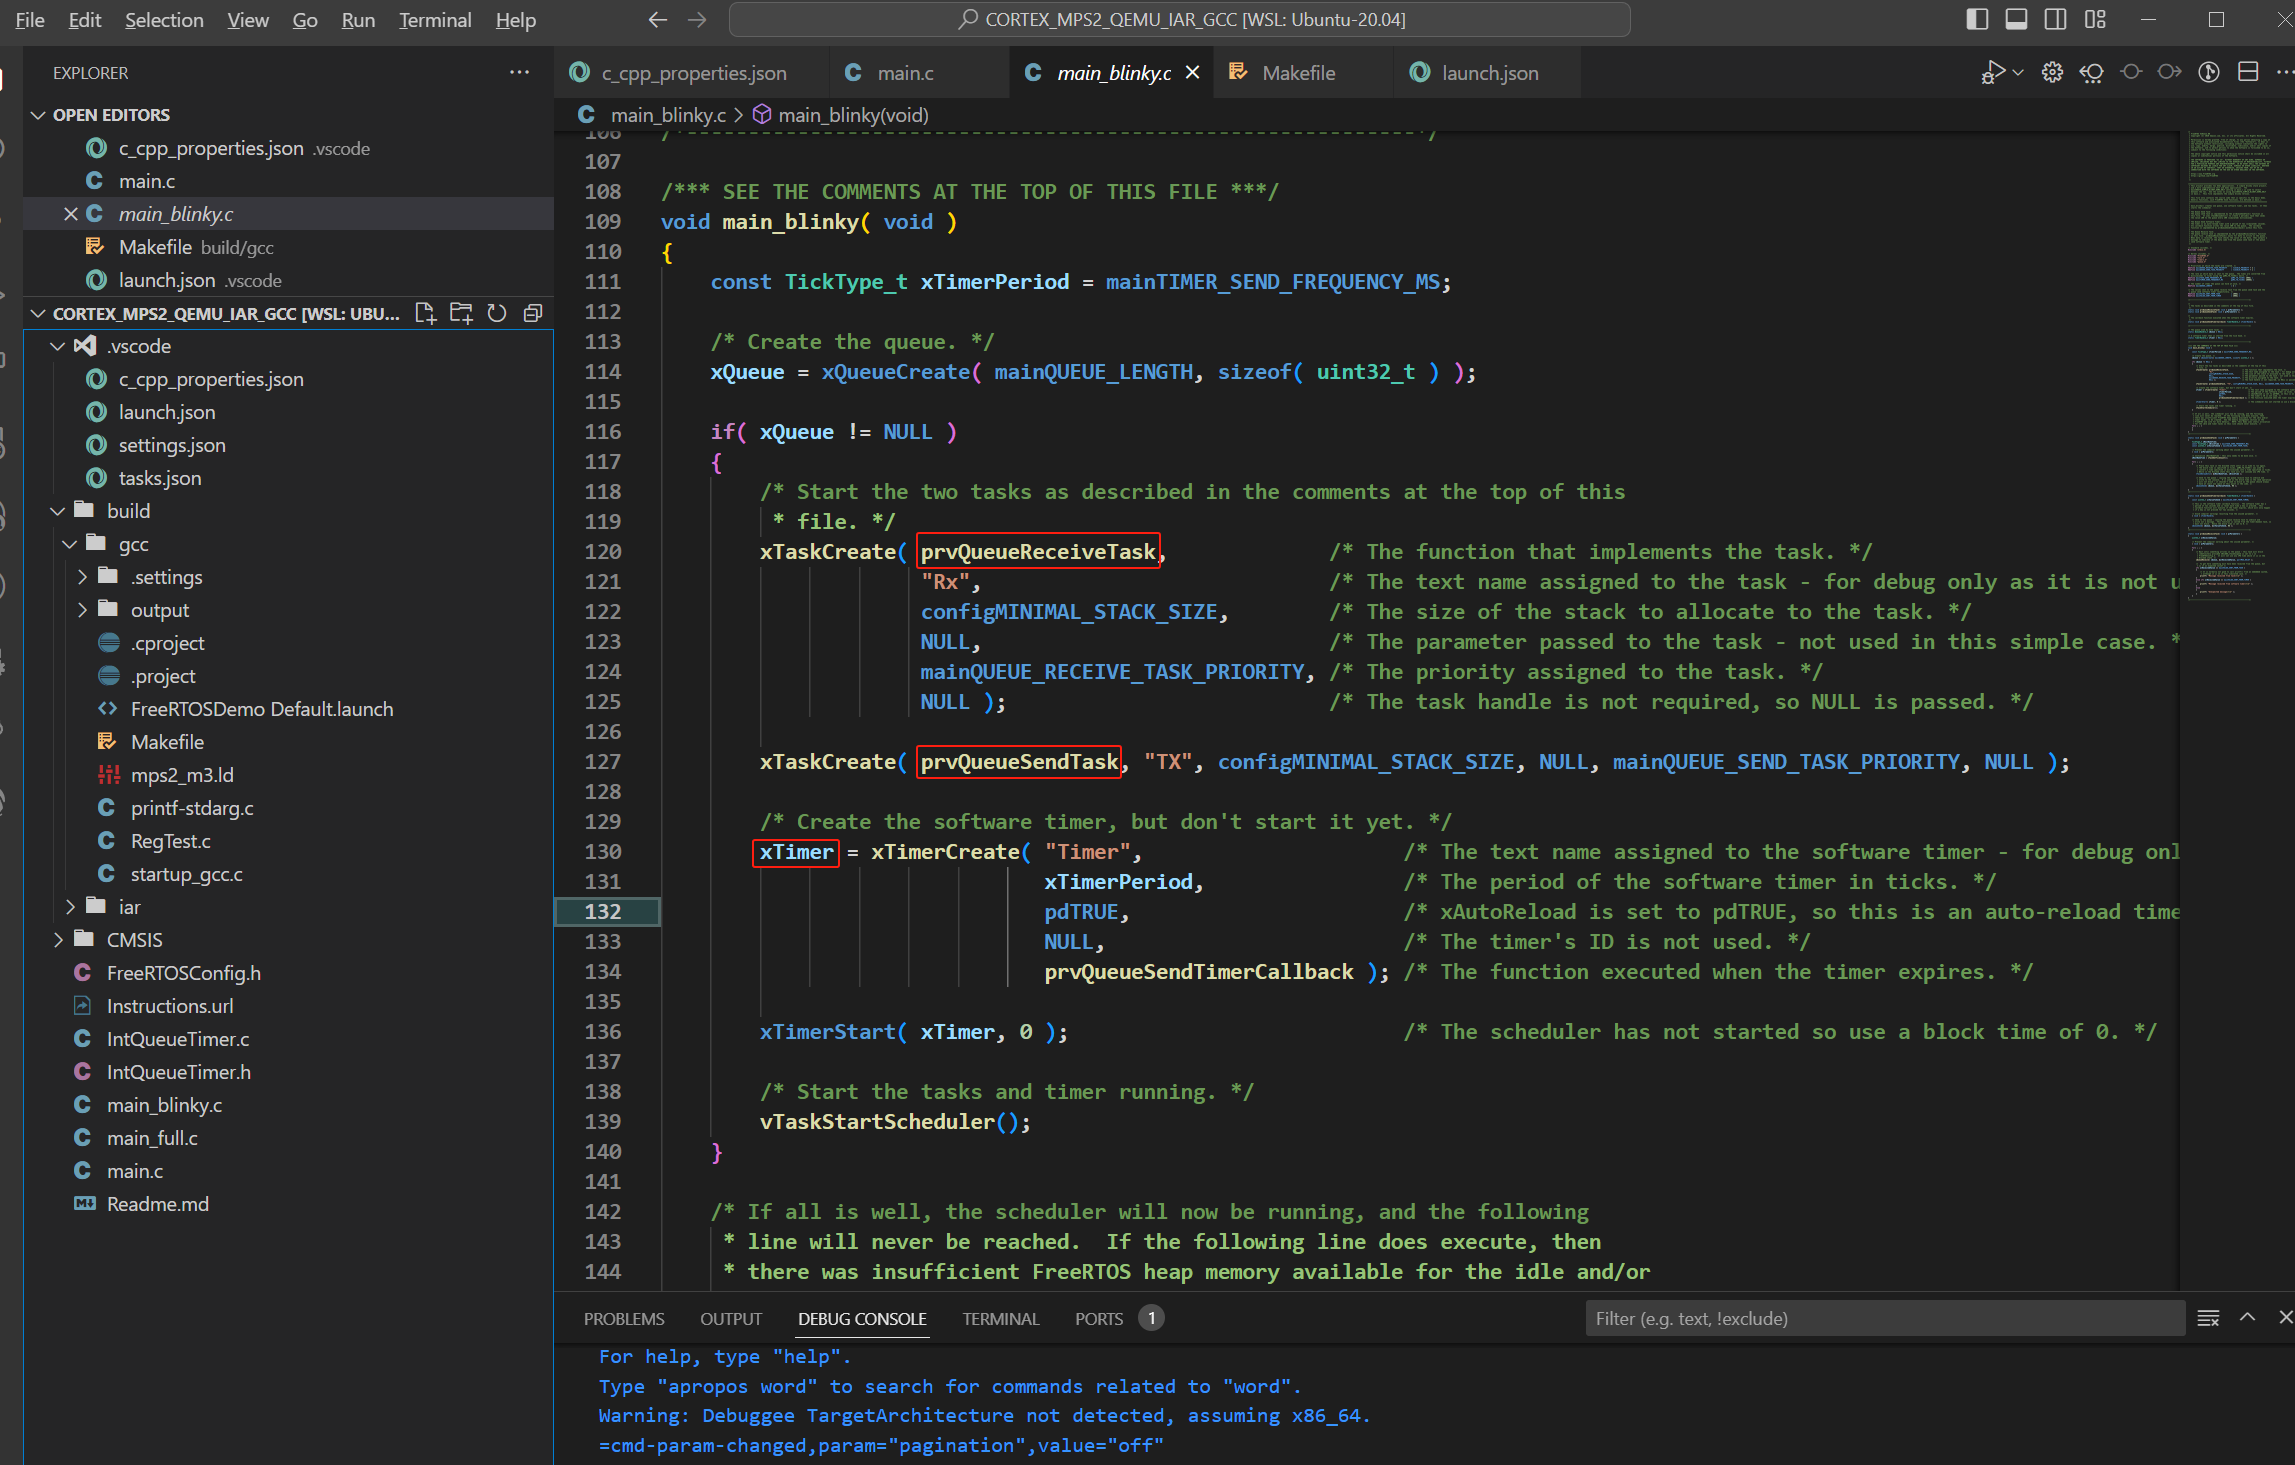 File Edit Selection View Go Run Terminal Help
CORTEX_MPS2_QEMU_IAR_GCC [WSL: Ubuntu-20.04]
EXPLORER
OPEN EDITORS
c_cpp_properties.json .vscode
main.c
main_blinky.c
Makefile build/gcc
launch.json .vscode
CORTEX_MPS2_QEMU_IAR_GCC [WSL: UBU...
.vscode
c_cpp_properties.json
launch.json
settings.json
tasks.json
build
gcc
.settings
output
.cproject
.project
FreeRTOSDemo Default.launch
Makefile
mps2_m3.ld
printf-stdarg.c
RegTest.c
startup_gcc.c
iar
CMSIS
FreeRTOSConfig.h
Instructions.url
IntQueueTimer.c
IntQueueTimer.h
main_blinky.c
main_full.c
main.c
Readme.md
c_cpp_properties.json main.c main_blinky.c Makefile launch.json
main_blinky.c > main_blinky(void)
106 /*-----------------------------------------------------------*/
107
108 /*** SEE THE COMMENTS AT THE TOP OF THIS FILE ***/
109 void main_blinky( void )
110 {
111 const TickType_t xTimerPeriod = mainTIMER_SEND_FREQUENCY_MS;
112
113 /* Create the queue. */
114 xQueue = xQueueCreate( mainQUEUE_LENGTH, sizeof( uint32_t ) );
115
116 if( xQueue != NULL )
117 {
118 /* Start the two tasks as described in the comments at the top of this
119 * file. */
120 xTaskCreate( prvQueueReceiveTask, /* The function that implements the task. */
121 "Rx", /* The text name assigned to the task - for debug only as it is not u
122 configMINIMAL_STACK_SIZE, /* The size of the stack to allocate to the task. */
123 NULL, /* The parameter passed to the task - not used in this simple case. *
124 mainQUEUE_RECEIVE_TASK_PRIORITY, /* The priority assigned to the task. */
125 NULL ); /* The task handle is not required, so NULL is passed. */
126
127 xTaskCreate( prvQueueSendTask, "TX", configMINIMAL_STACK_SIZE, NULL, mainQUEUE_SEND_TASK_PRIORITY, NULL );
128
129 /* Create the software timer, but don't start it yet. */
130 xTimer = xTimerCreate( "Timer", /* The text name assigned to the software timer - for debug onl
131 xTimerPeriod, /* The period of the software timer in ticks. */
132 pdTRUE, /* xAutoReload is set to pdTRUE, so this is an auto-reload time
133 NULL, /* The timer's ID is not used. */
134 prvQueueSendTimerCallback ); /* The function executed when the timer expires. */
135
136 xTimerStart( xTimer, 0 ); /* The scheduler has not started so use a block time of 0. */
137
138 /* Start the tasks and timer running. */
139 vTaskStartScheduler();
140 }
141
142 /* If all is well, the scheduler will now be running, and the following
143 * line will never be reached. If the following line does execute, then
144 * there was insufficient FreeRTOS heap memory available for the idle and/or
PROBLEMS OUTPUT DEBUG CONSOLE TERMINAL PORTS 1 Filter (e.g. text, !exclude)
For help, type "help".
Type "apropos word" to search for commands related to "word".
Warning: Debuggee TargetArchitecture not detected, assuming x86_64.
=cmd-param-changed,param="pagination",value="off"